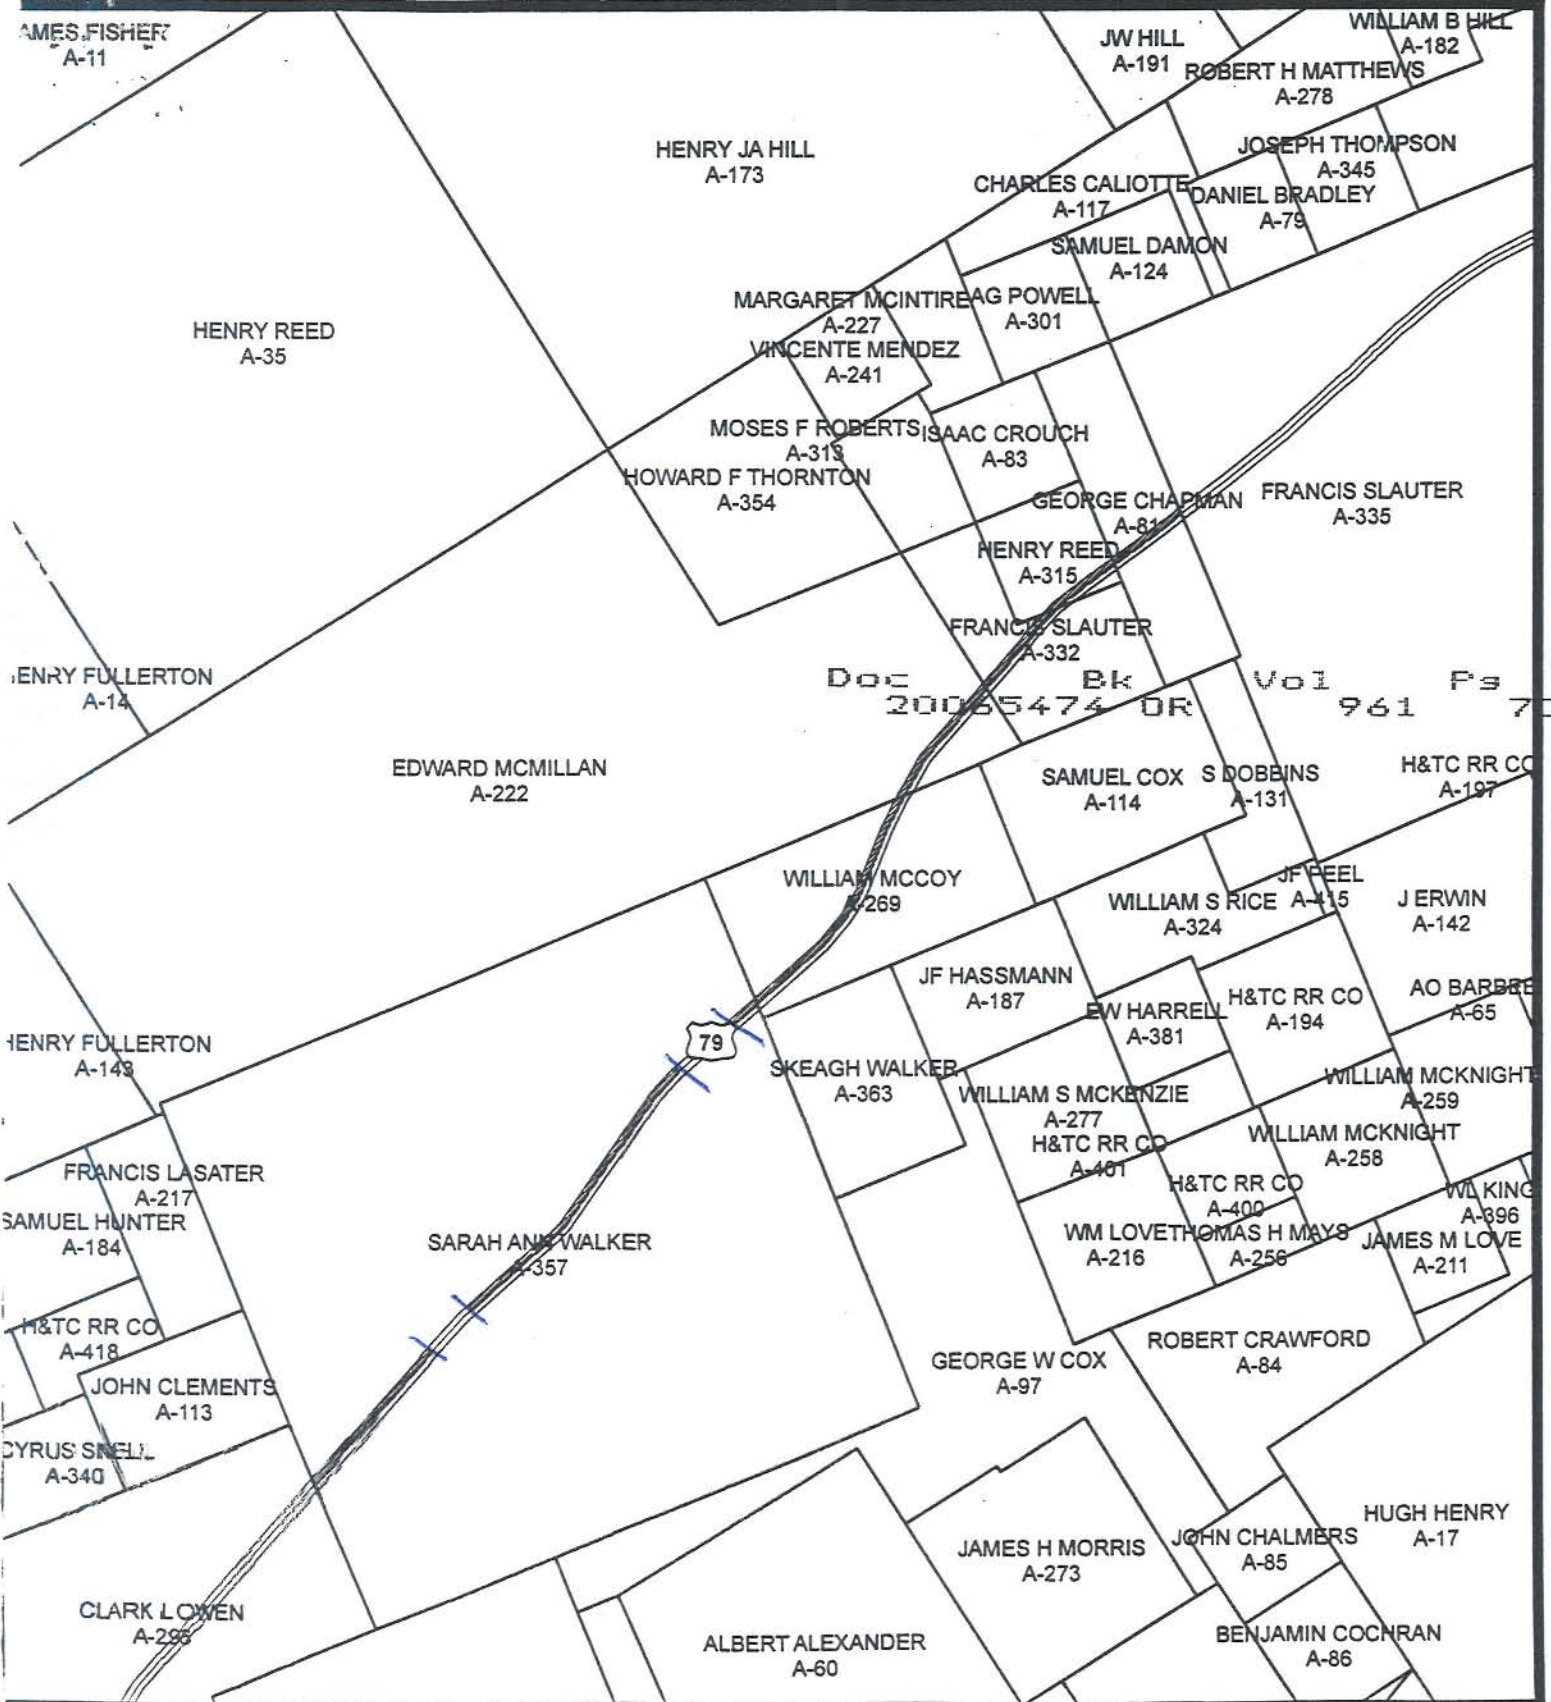 AMES FISHER
A-11
WILLIAM B HILL
A-182
JW HILL
A-191
ROBERT H MATTHEWS
A-278
HENRY JA HILL
A-173
JOSEPH THOMPSON
A-345
CHARLES CALIOTTE
A-117
DANIEL BRADLEY
A-79
SAMUEL DAMON
A-124
MARGARET MCINTIRE
A-227
AG POWELL
A-301
HENRY REED
A-35
VINCENTE MENDEZ
A-241
MOSES F ROBERTS
A-313
ISAAC CROUCH
A-83
HOWARD F THORNTON
A-354
GEORGE CHAPMAN
A-81
FRANCIS SLAUTER
A-335
HENRY REED
A-315
FRANCIS SLAUTER
A-332
ENRY FULLERTON
A-14
Doc Bk Vol Ps
20065474 OR 961 70
EDWARD MCMILLAN
A-222
SAMUEL COX
A-114
S DOBBINS
A-131
H&TC RR CO
A-197
WILLIAM MCCOY
A-269
WILLIAM S RICE
A-324
JF PEEL
A-415
J ERWIN
A-142
JF HASSMANN
A-187
EW HARRELL
A-381
H&TC RR CO
A-194
AO BARBEE
A-65
HENRY FULLERTON
A-143
79
SKEAGH WALKER
A-363
WILLIAM S MCKENZIE
A-277
WILLIAM MCKNIGHT
A-259
H&TC RR CO
A-401
WILLIAM MCKNIGHT
A-258
FRANCIS LASATER
A-217
H&TC RR CO
A-400
WL KING
A-396
SAMUEL HUNTER
A-184
SARAH ANN WALKER
A-357
WM LOVE
A-216
THOMAS H MAYS
A-256
JAMES M LOVE
A-211
H&TC RR CO
A-418
GEORGE W COX
A-97
ROBERT CRAWFORD
A-84
JOHN CLEMENTS
A-113
CYRUS SNELL
A-340
JAMES H MORRIS
A-273
JOHN CHALMERS
A-85
HUGH HENRY
A-17
CLARK L OWEN
ALBERT ALEXANDER
A-60
BENJAMIN COCHRAN
A-86